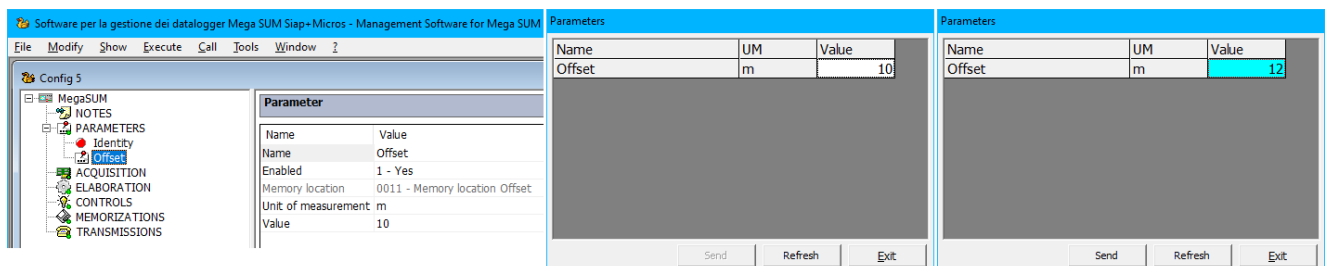 Software per la gestione dei datalogger Mega SUM Siap+Micros - Management Software for Mega SUM
File Modify Show Execute Call Tools Window ?
Config 5
MegaSUM
NOTES
PARAMETERS
Identity
Offset
ACQUISITION
ELABORATION
CONTROLS
MEMORIZATIONS
TRANSMISSIONS
Parameter
Name Value
Name Offset
Enabled 1 - Yes
Memory location 0011 - Memory location Offset
Unit of measurement m
Value 10
Parameters
Name UM Value
Offset m 10
Send Refresh Exit
Parameters
Name UM Value
Offset m 12
Send Refresh Exit